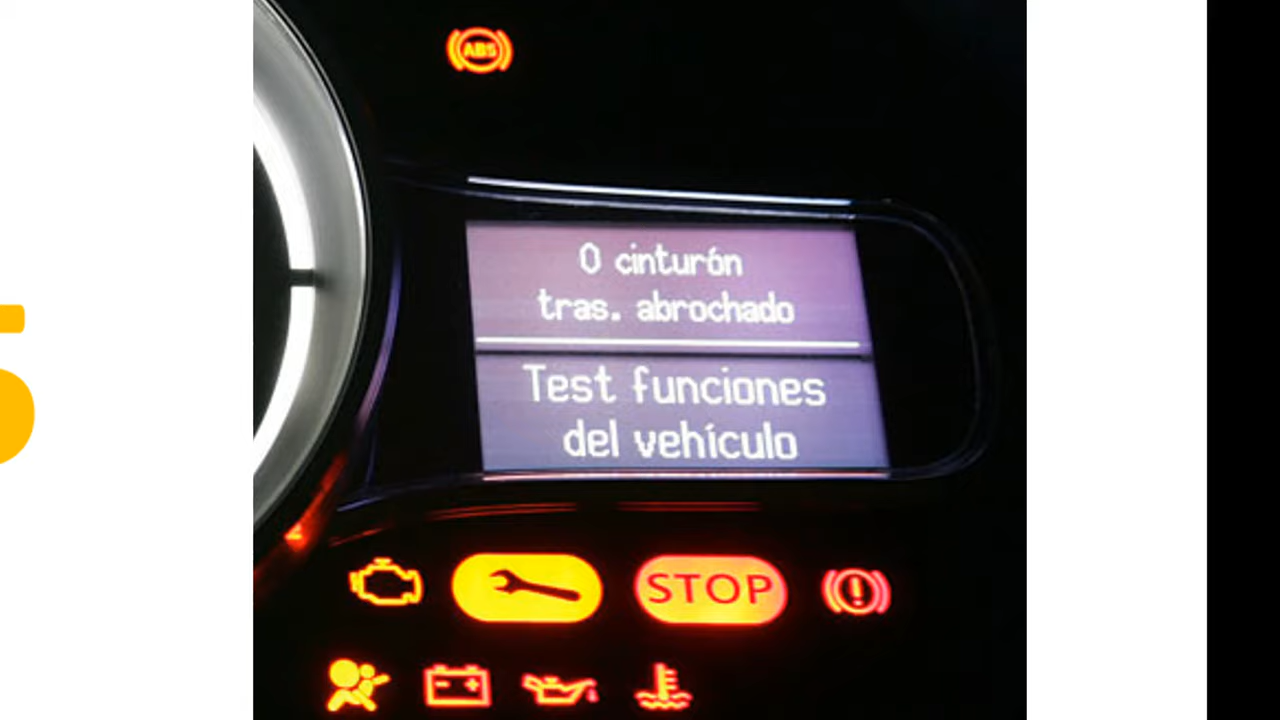 ABS
0 cinturón
tras. abrochado
Test funciones
del vehículo
STOP